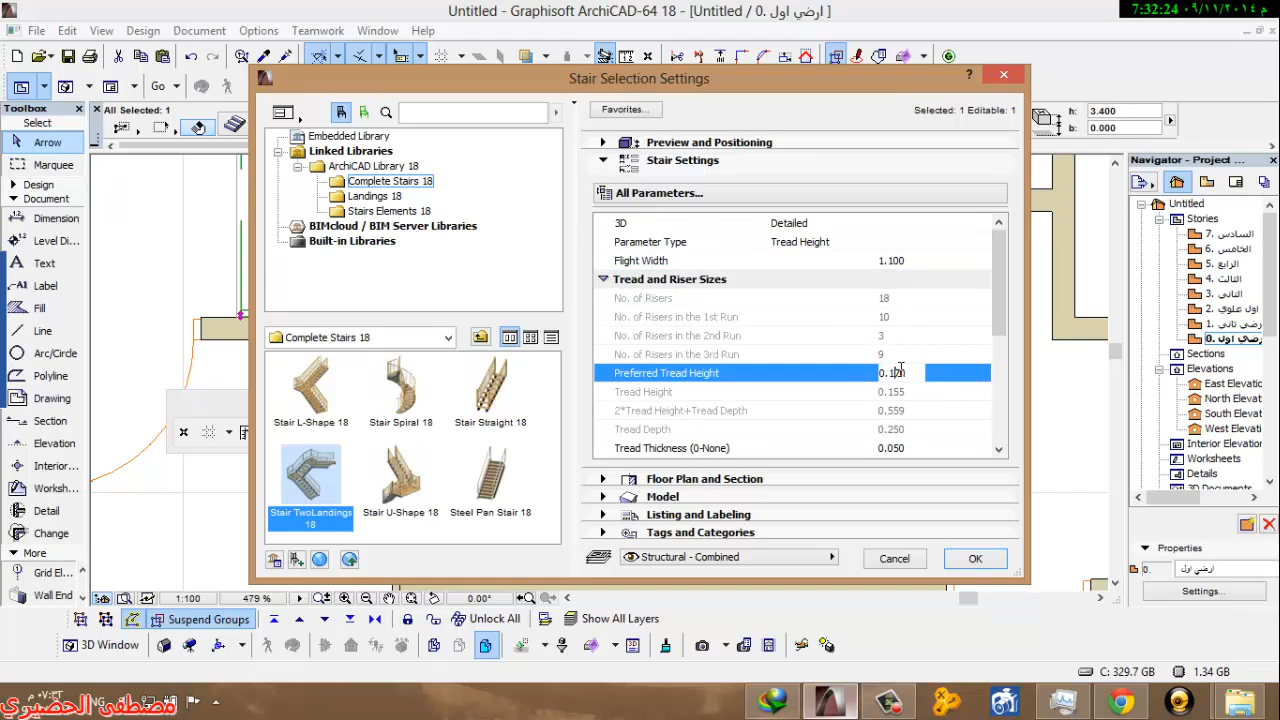 Untitled - Graphisoft ArchiCAD-64 18 - [Untitled / 0. ارضي اول ]
7:32:24 م ٠٩/١١/٢٠١٤
File Edit View Design Document Options Teamwork Window Help
Go
Toolbox
Select
Arrow
Marquee
Design
Document
Dimension
Level Di...
Text
Label
Fill
Line
Arc/Circle
Polyline
Drawing
Section
Elevation
Interior...
Worksh...
Detail
Change
More
Grid El...
Wall End
All Selected: 1
Stair Selection Settings
?
Favorites...
Selected: 1 Editable: 1
Embedded Library
Linked Libraries
ArchiCAD Library 18
Complete Stairs 18
Landings 18
Stairs Elements 18
BIMcloud / BIM Server Libraries
Built-in Libraries
Complete Stairs 18
Stair L-Shape 18
Stair Spiral 18
Stair Straight 18
Stair TwoLandings 18
Stair U-Shape 18
Steel Pan Stair 18
Preview and Positioning
Stair Settings
All Parameters...
3D Detailed
Parameter Type Tread Height
Flight Width 1.100
Tread and Riser Sizes
No. of Risers 18
No. of Risers in the 1st Run 10
No. of Risers in the 2nd Run 3
No. of Risers in the 3rd Run 9
Preferred Tread Height
Tread Height 0.155
2*Tread Height+Tread Depth 0.559
Tread Depth 0.250
Tread Thickness (0-None) 0.050
Floor Plan and Section
Model
Listing and Labeling
Tags and Categories
Structural - Combined
Cancel
OK
h: 3.400
b: 0.000
Navigator - Project ...
Untitled
Stories
7. السادس
6. الخامس
5. الرابع
4. الثالث
3. الثاني
2. اول علوي
1. رضي ثاني
0. رضي اول
Sections
Elevations
East Elevati
North Elevat
South Elevat
West Elevati
Interior Elevation
Worksheets
Details
3D Documents
Properties
0. ارضي اول
Settings...
1:100
479 %
0.00°
Suspend Groups
Unlock All
Show All Layers
3D Window
C: 329.7 GB
1.34 GB
مصطفى الحضيري